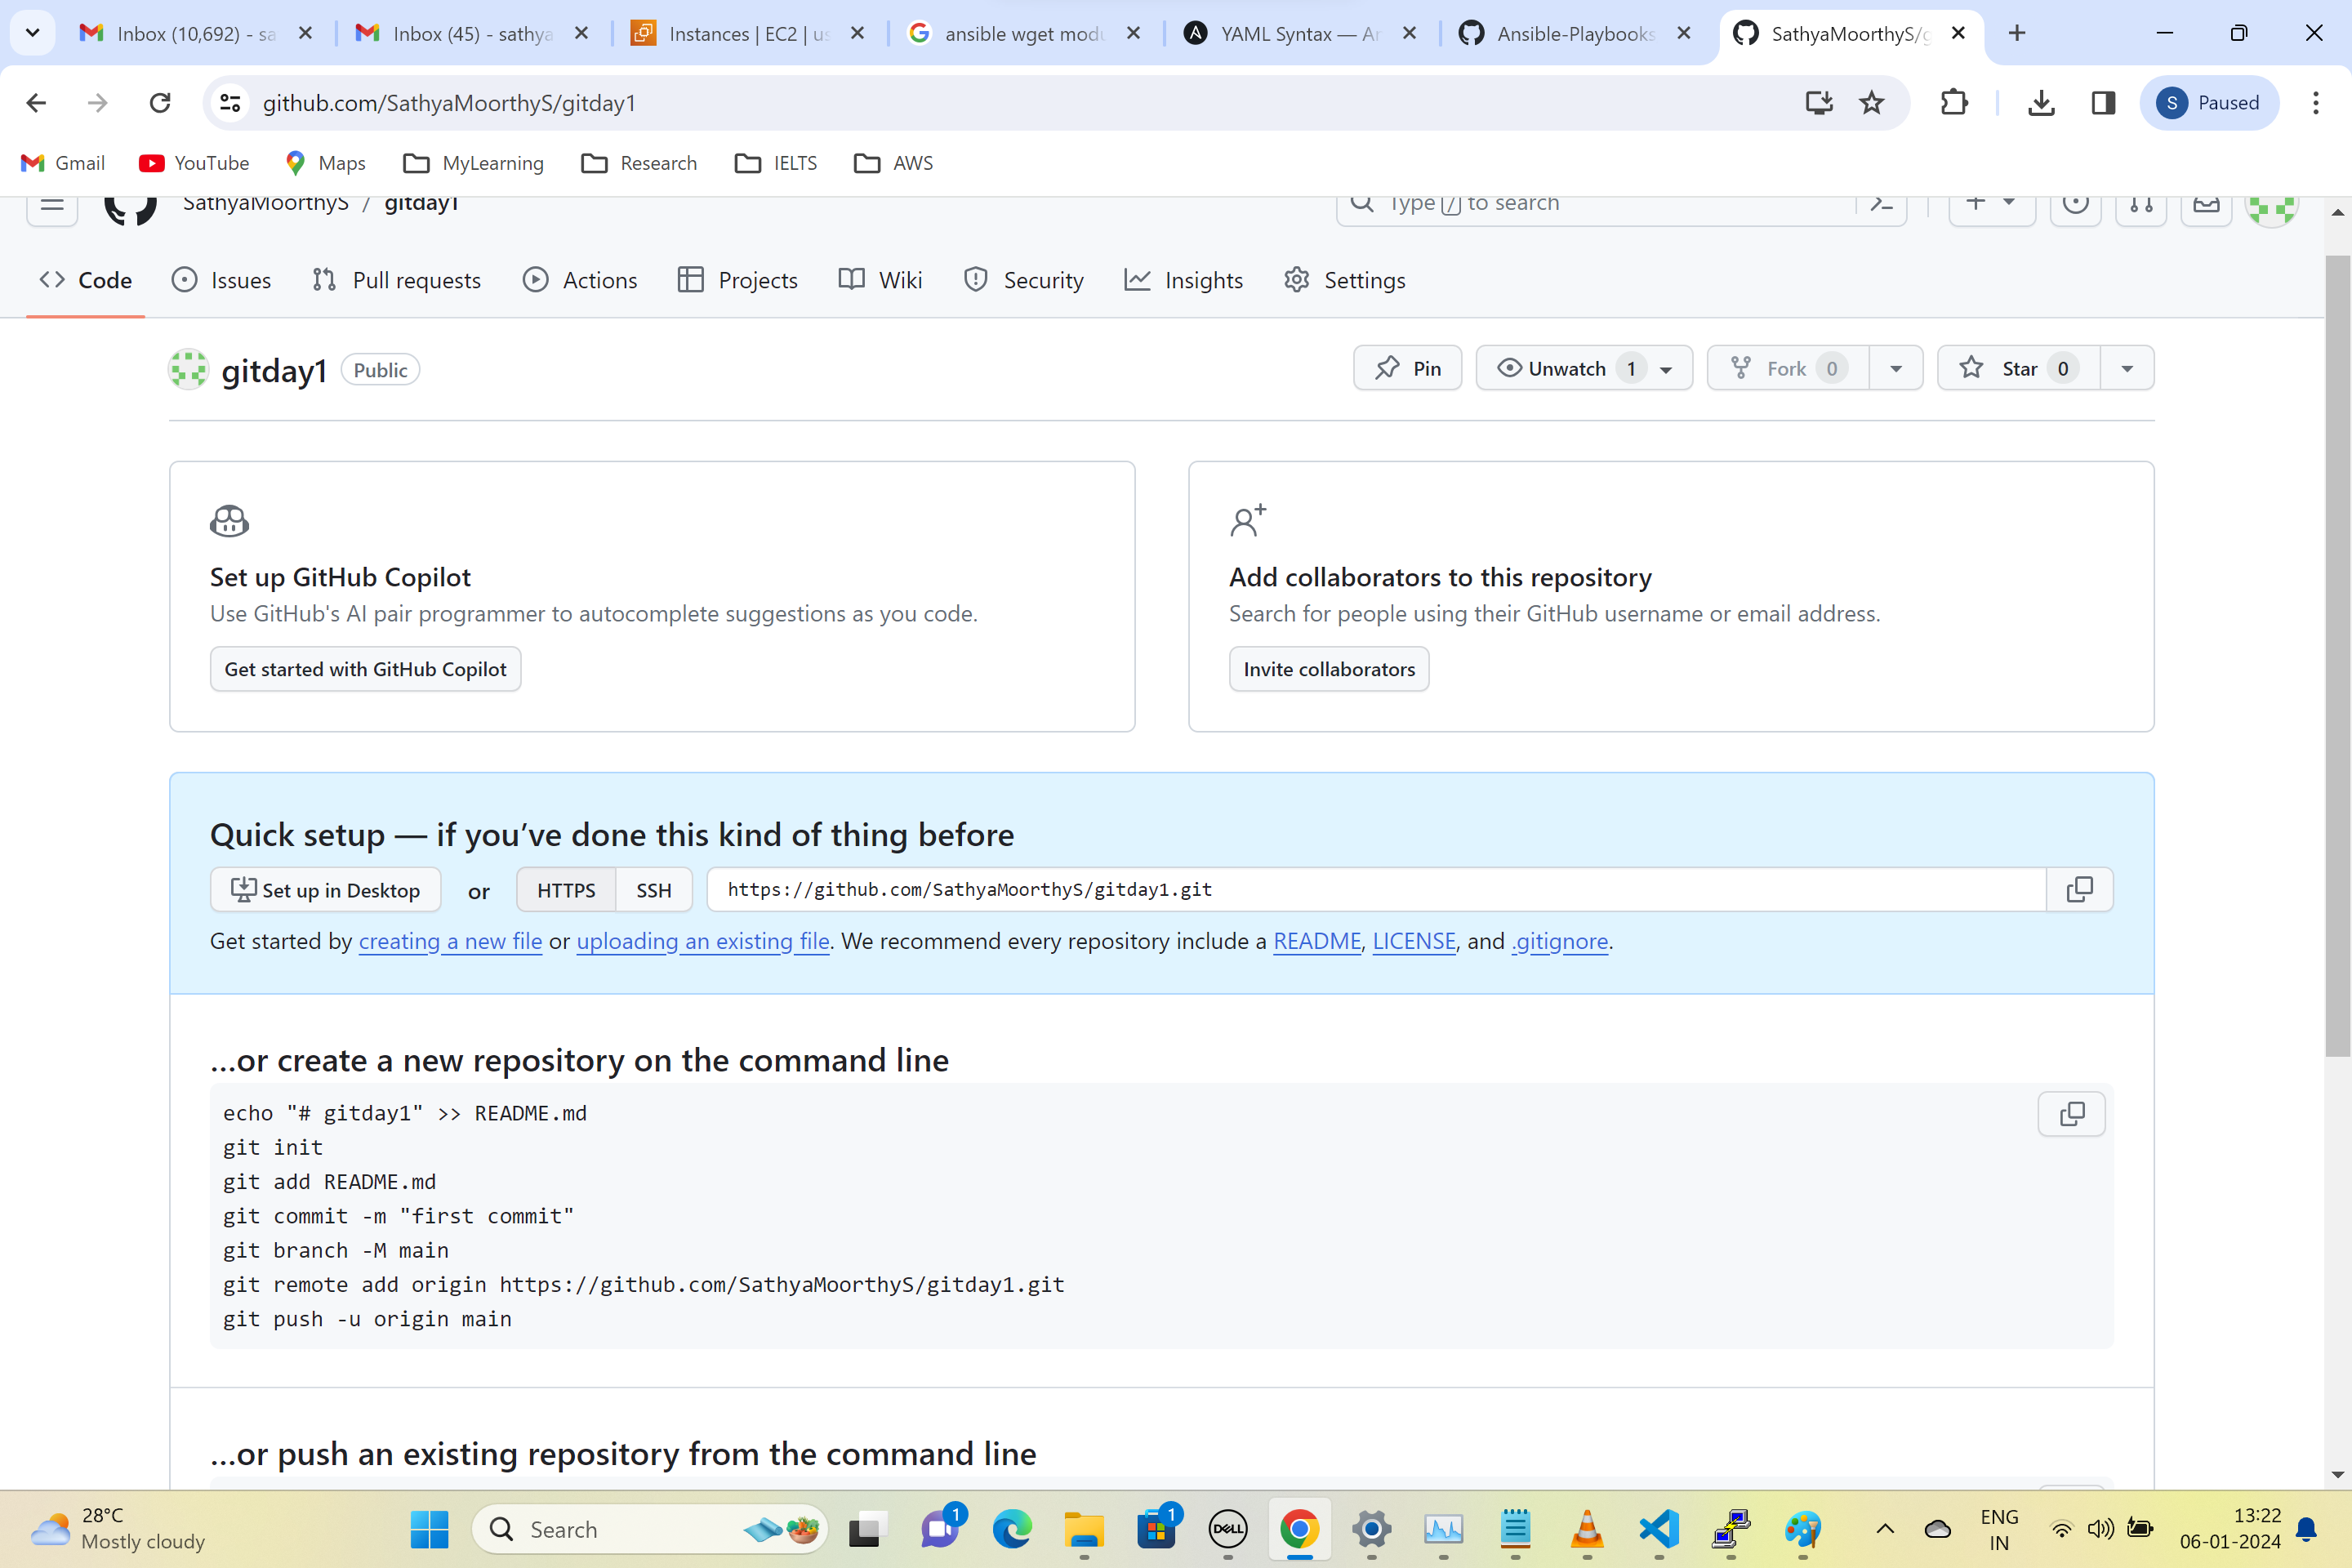 Inbox (10,692) - sa
Inbox (45) - sathya
Instances | EC2 | us
ansible wget modu
YAML Syntax — An
Ansible-Playbooks
SathyaMoorthyS/g
github.com/SathyaMoorthyS/gitday1
S Paused
Gmail YouTube Maps MyLearning Research IELTS AWS
SathyaMoorthyS / gitday1
Type / to search
Code Issues Pull requests Actions Projects Wiki Security Insights Settings
gitday1 Public
Pin Unwatch 1 Fork 0 Star 0
Set up GitHub Copilot
Use GitHub's AI pair programmer to autocomplete suggestions as you code.
Get started with GitHub Copilot
Add collaborators to this repository
Search for people using their GitHub username or email address.
Invite collaborators
Quick setup — if you’ve done this kind of thing before
Set up in Desktop or HTTPS SSH https://github.com/SathyaMoorthyS/gitday1.git
Get started by creating a new file or uploading an existing file. We recommend every repository include a README, LICENSE, and .gitignore.
…or create a new repository on the command line
echo "# gitday1" >> README.md
git init
git add README.md
git commit -m "first commit"
git branch -M main
git remote add origin https://github.com/SathyaMoorthyS/gitday1.git
git push -u origin main
…or push an existing repository from the command line
28°C
Mostly cloudy
Search
1
1
DELL
ENG
IN
13:22
06-01-2024